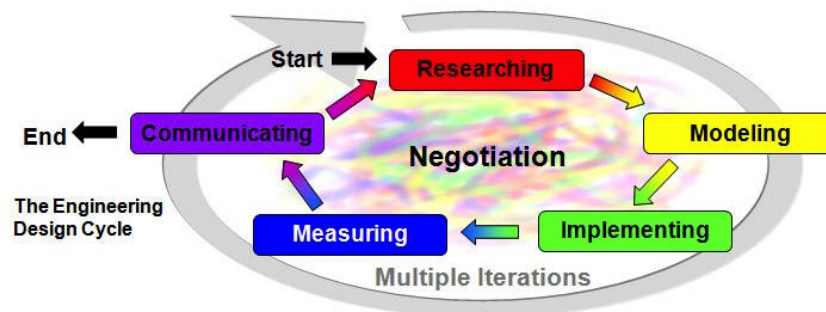 Start
Researching
End
Communicating
Modeling
Negotiation
The Engineering
Design Cycle
Measuring
Implementing
Multiple Iterations